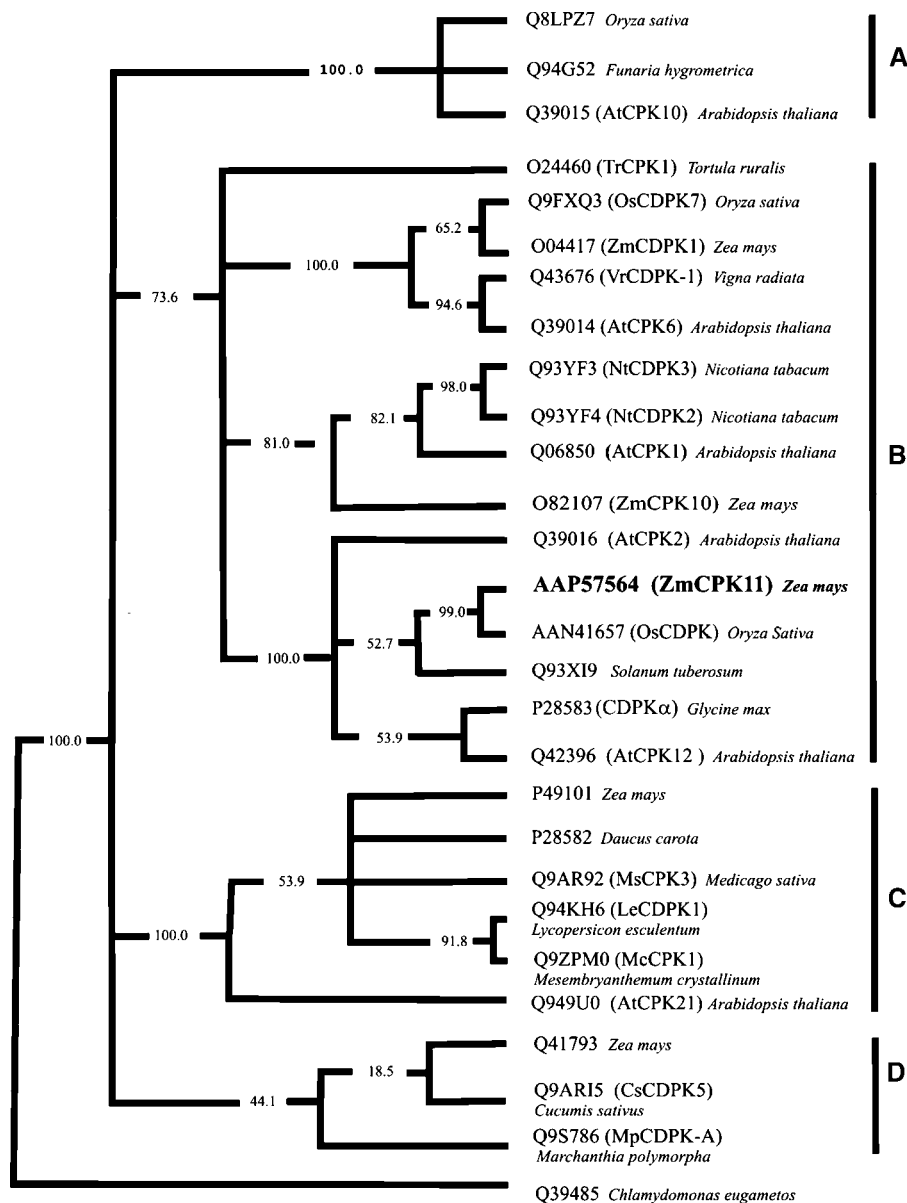 Q8LPZ7 Oryza sativa
A
100.0
Q94G52 Funaria hygrometrica
Q39015 (AtCPK10) Arabidopsis thaliana
O24460 (TrCPK1) Tortula ruralis
Q9FXQ3 (OsCDPK7) Oryza sativa
65.2
O04417 (ZmCDPK1) Zea mays
100.0
Q43676 (VrCDPK-1) Vigna radiata
73.6
94.6
Q39014 (AtCPK6) Arabidopsis thaliana
Q93YF3 (NtCDPK3) Nicotiana tabacum
98.0
82.1
Q93YF4 (NtCDPK2) Nicotiana tabacum
81.0
Q06850 (AtCPK1) Arabidopsis thaliana
B
O82107 (ZmCPK10) Zea mays
Q39016 (AtCPK2) Arabidopsis thaliana
AAP57564 (ZmCPK11) Zea mays
99.0
AAN41657 (OsCDPK) Oryza Sativa
52.7
100.0
Q93XI9 Solanum tuberosum
P28583 (CDPKα) Glycine max
100.0
53.9
Q42396 (AtCPK12 ) Arabidopsis thaliana
P49101 Zea mays
P28582 Daucus carota
53.9
Q9AR92 (MsCPK3) Medicago sativa
C
Q94KH6 (LeCDPK1)
Lycopersicon esculentum
100.0
91.8
Q9ZPM0 (McCPK1)
Mesembryanthemum crystallinum
Q949U0 (AtCPK21) Arabidopsis thaliana
Q41793 Zea mays
18.5
D
Q9ARI5 (CsCDPK5)
Cucumis sativus
44.1
Q9S786 (MpCDPK-A)
Marchanthia polymorpha
Q39485 Chlamydomonas eugametos